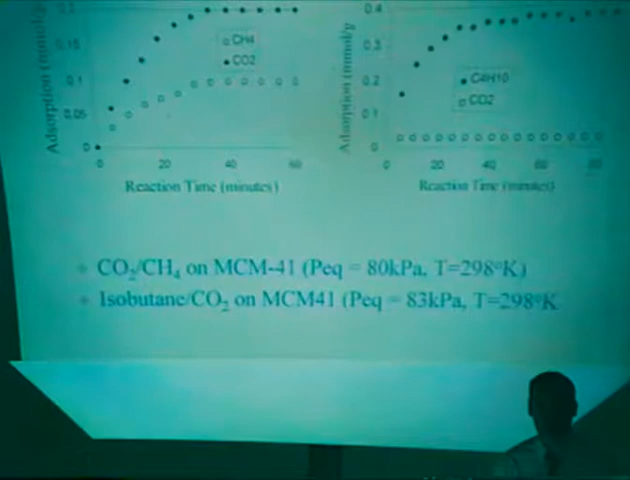 Adsorption (mmol/g)
0.15
0.1
0.05
0
CH4
CO2
0
20
40
60
Reaction Time (minutes)
Adsorption (mmol/g
0.4
0.3
0.2
0.1
0
C4H10
CO2
0
20
40
60
80
Reaction Time (minutes)
CO₂/CH₄ on MCM-41 (Peq = 80kPa, T=298°K)
Isobutane/CO₂ on MCM41 (Peq = 83kPa, T=298°K